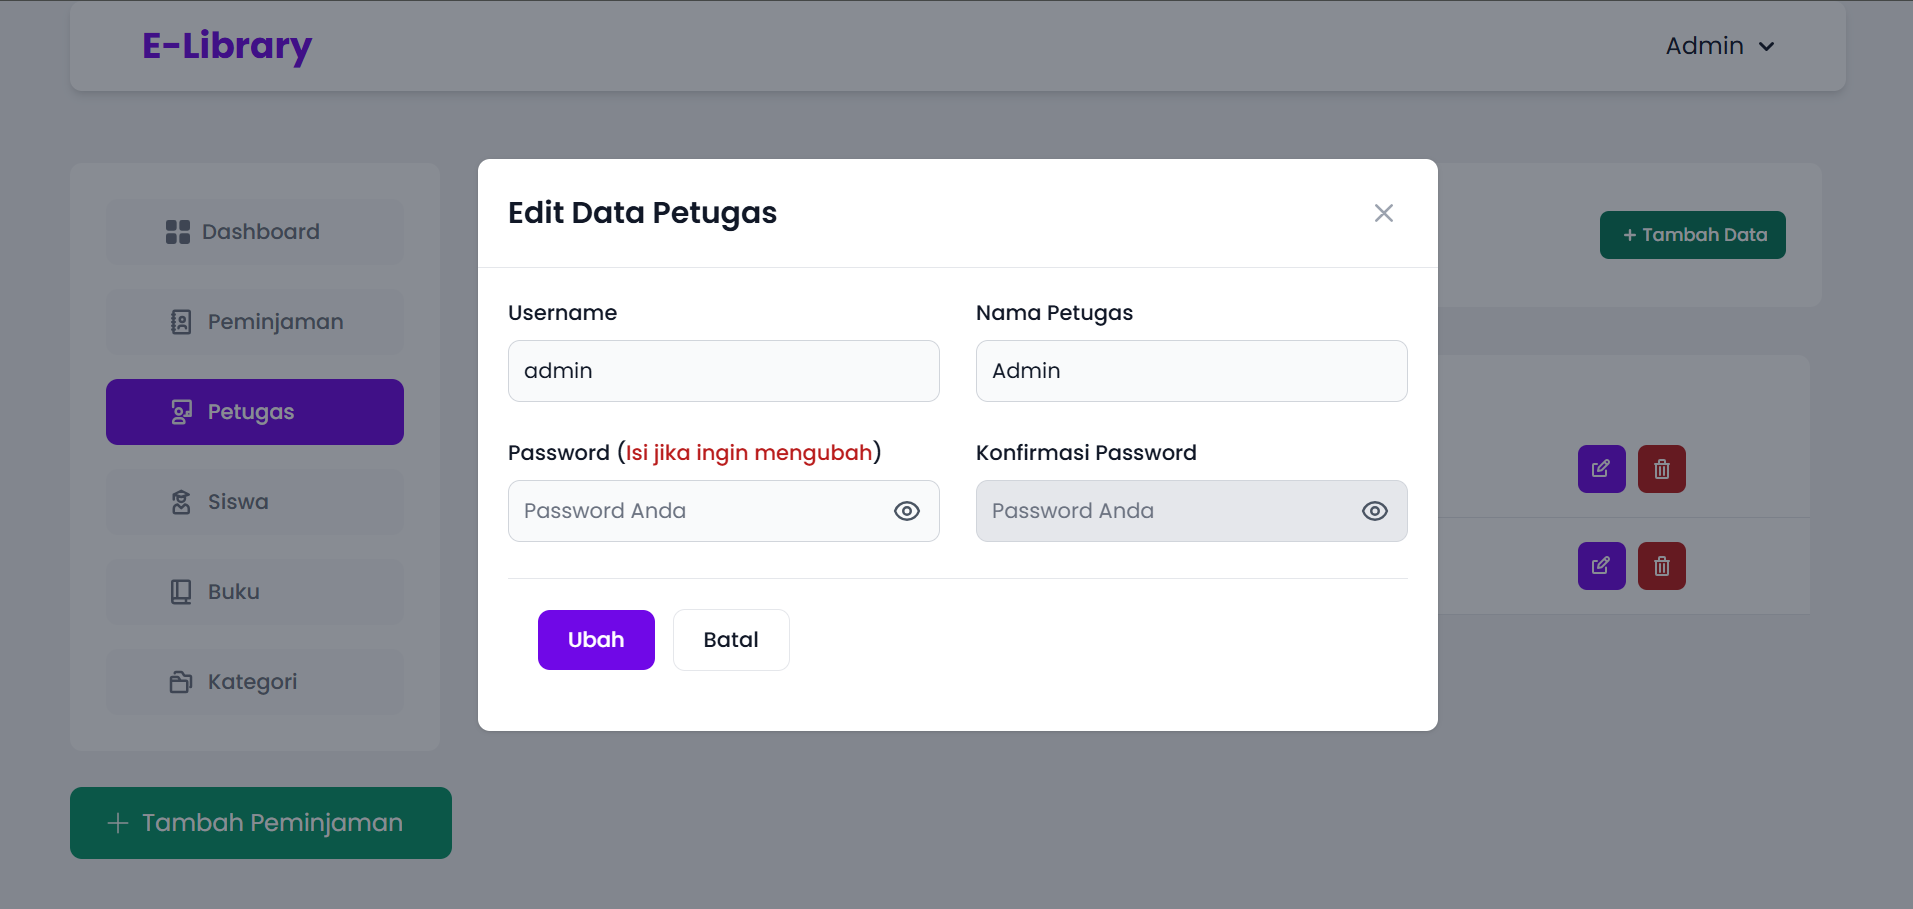 E-Library
Admin
Dashboard
Peminjaman
Petugas
Siswa
Buku
Kategori
+ Tambah Peminjaman
+ Tambah Data
Edit Data Petugas
Username
admin
Nama Petugas
Admin
Password (Isi jika ingin mengubah)
Password Anda
Konfirmasi Password
Password Anda
Ubah
Batal